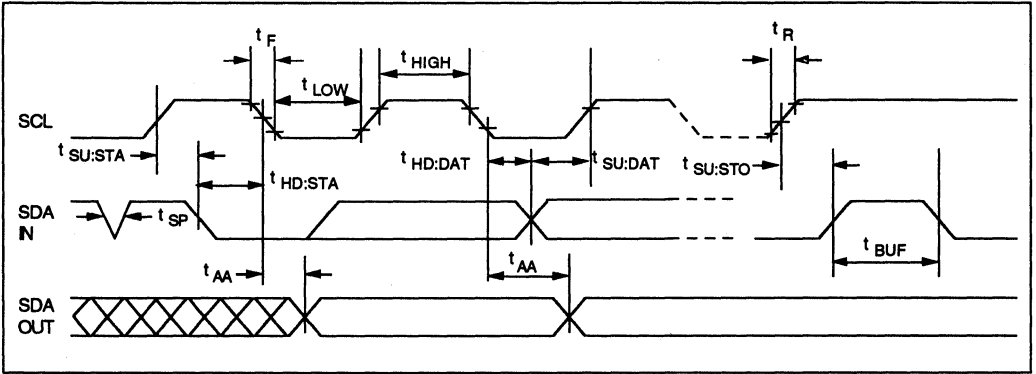 t F
t R
t HIGH
t LOW
SCL
t SU:STA
t HD:DAT
t SU:DAT
t SU:STO
t HD:STA
SDA
IN
t SP
t BUF
t AA
t AA
SDA
OUT